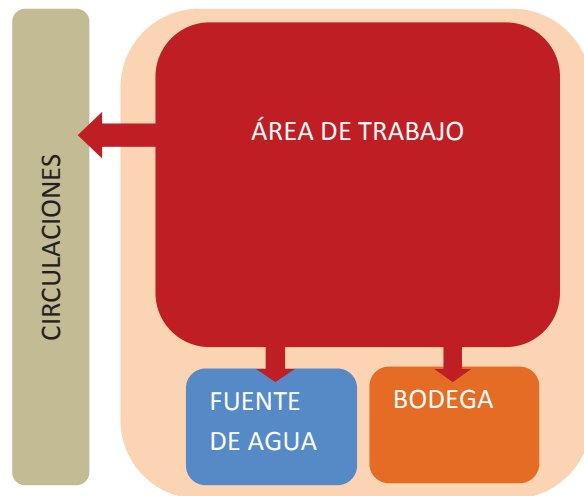 CIRCULACIONES
ÁREA DE TRABAJO
FUENTE
DE AGUA
BODEGA